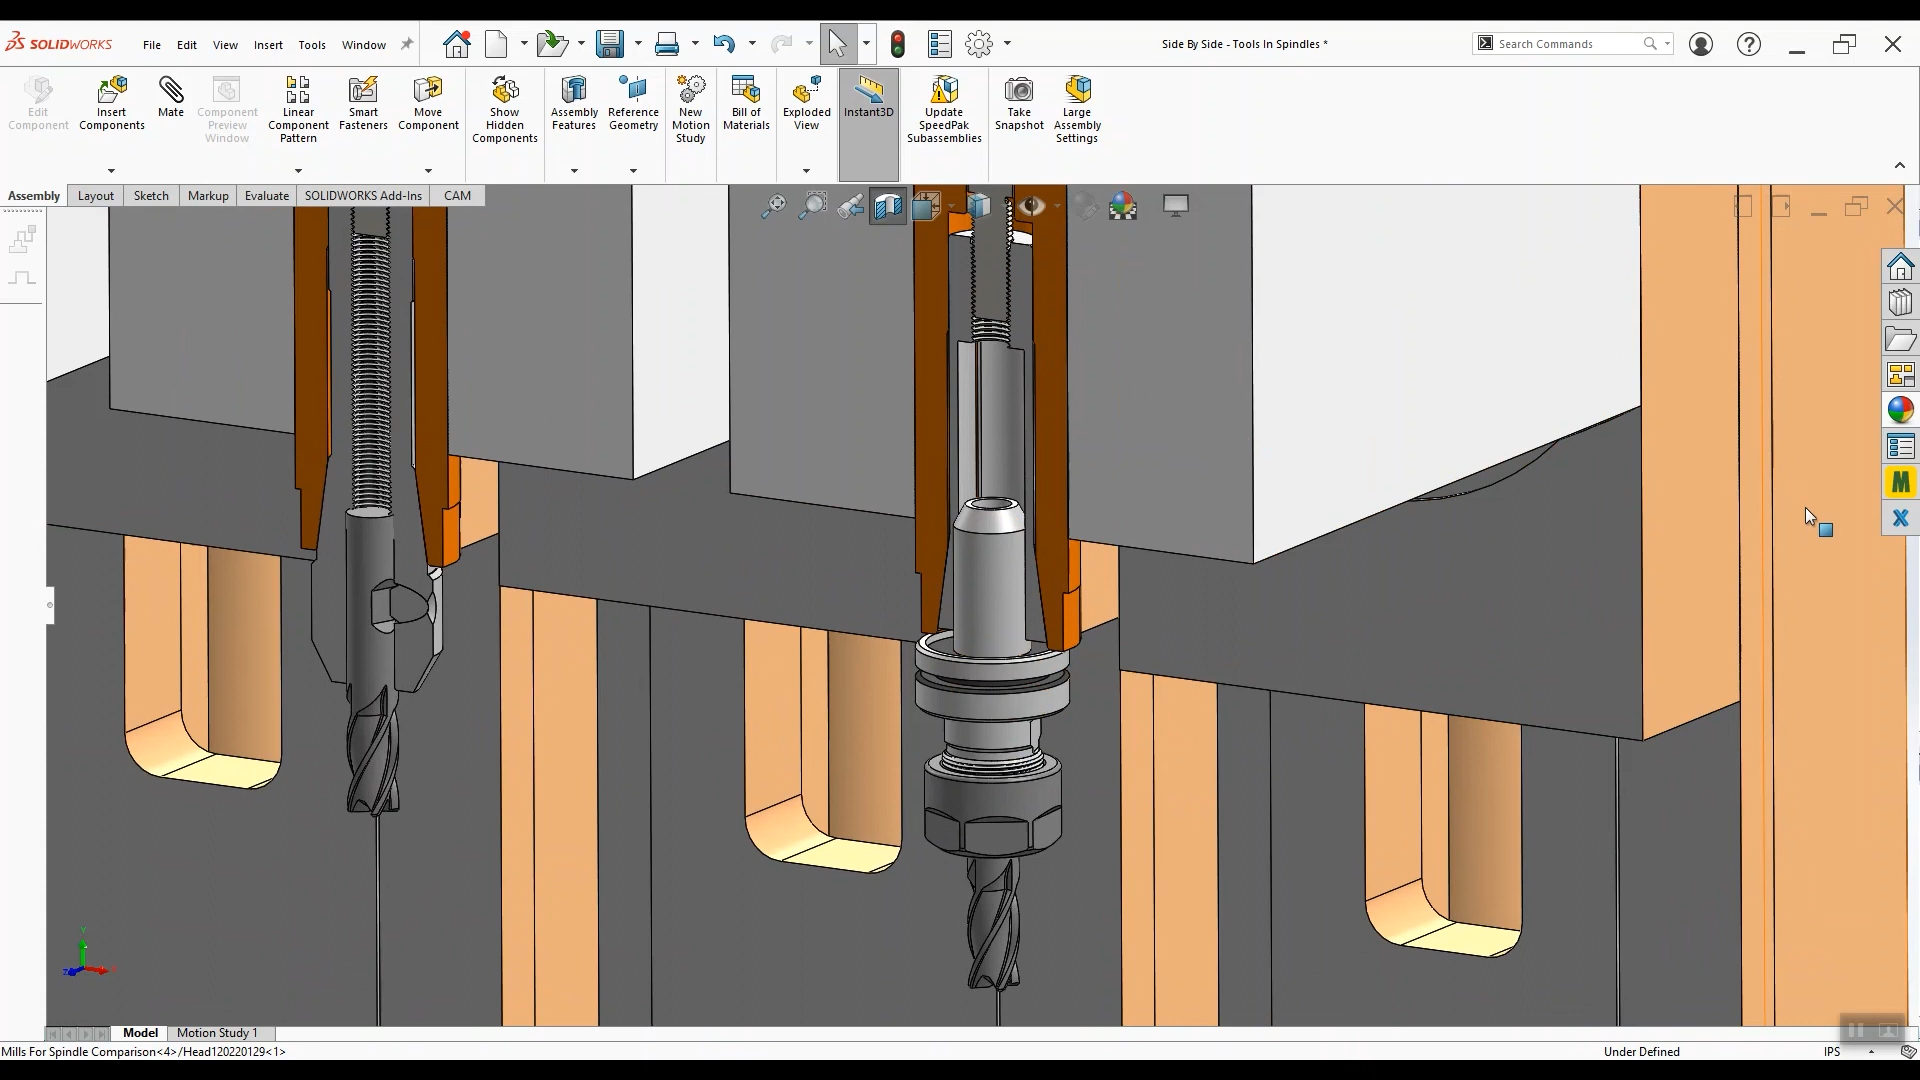 SOLIDWORKS File Edit View Insert Tools Window Side By Side - Tools In Spindles * Search Commands
Edit Component
Insert Components
Mate
Component Preview Window
Linear Component Pattern
Smart Fasteners
Move Component
Show Hidden Components
Assembly Features
Reference Geometry
New Motion Study
Bill of Materials
Exploded View
Instant3D
Update SpeedPak Subassemblies
Take Snapshot
Large Assembly Settings
Assembly Layout Sketch Markup Evaluate SOLIDWORKS Add-Ins CAM
Model Motion Study 1
Mills For Spindle Comparison<4>/Head120220129<1> Under Defined IPS